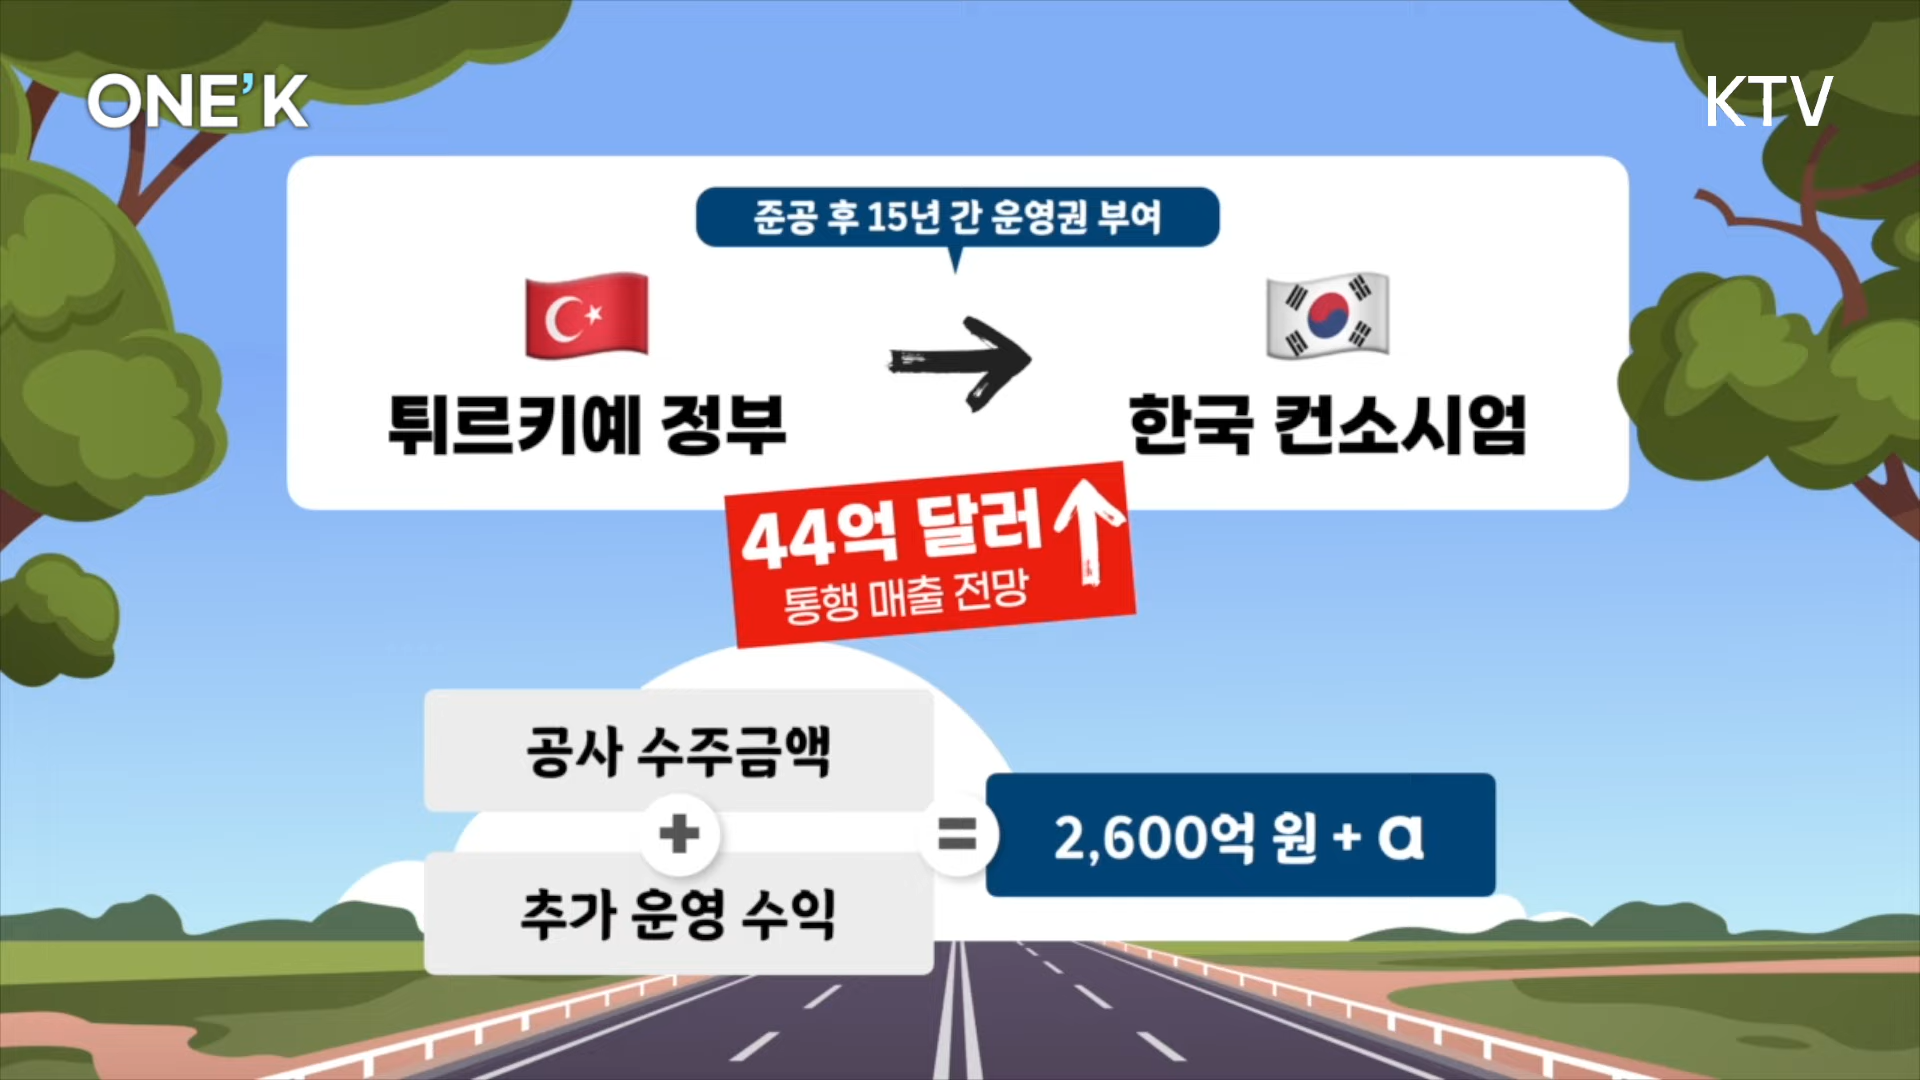 ONE'K
KTV
준공 후 15년 간 운영권 부여
튀르키예 정부
한국 컨소시엄
44억 달러
통행 매출 전망
공사 수주금액
+
추가 운영 수익
=
2,600억 원 + α